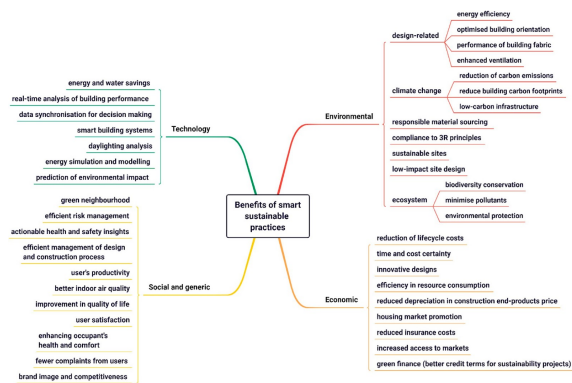 Benefits of smart
sustainable
practices
Technology
energy and water savings
real-time analysis of building performance
data synchronisation for decision making
smart building systems
daylighting analysis
energy simulation and modelling
prediction of environmental impact
Social and generic
green neighbourhood
efficient risk management
actionable health and safety insights
efficient management of design
and construction process
user's productivity
better indoor air quality
improvement in quality of life
user satisfaction
enhancing occupant's
health and comfort
fewer complaints from users
brand image and competitiveness
Environmental
design-related
energy efficiency
optimised building orientation
performance of building fabric
enhanced ventilation
climate change
reduction of carbon emissions
reduce building carbon footprints
low-carbon infrastructure
responsible material sourcing
compliance to 3R principles
sustainable sites
low-impact site design
ecosystem
biodiversity conservation
minimise pollutants
environmental protection
Economic
reduction of lifecycle costs
time and cost certainty
innovative designs
efficiency in resource consumption
reduced depreciation in construction end-products price
housing market promotion
reduced insurance costs
increased access to markets
green finance (better credit terms for sustainability projects)